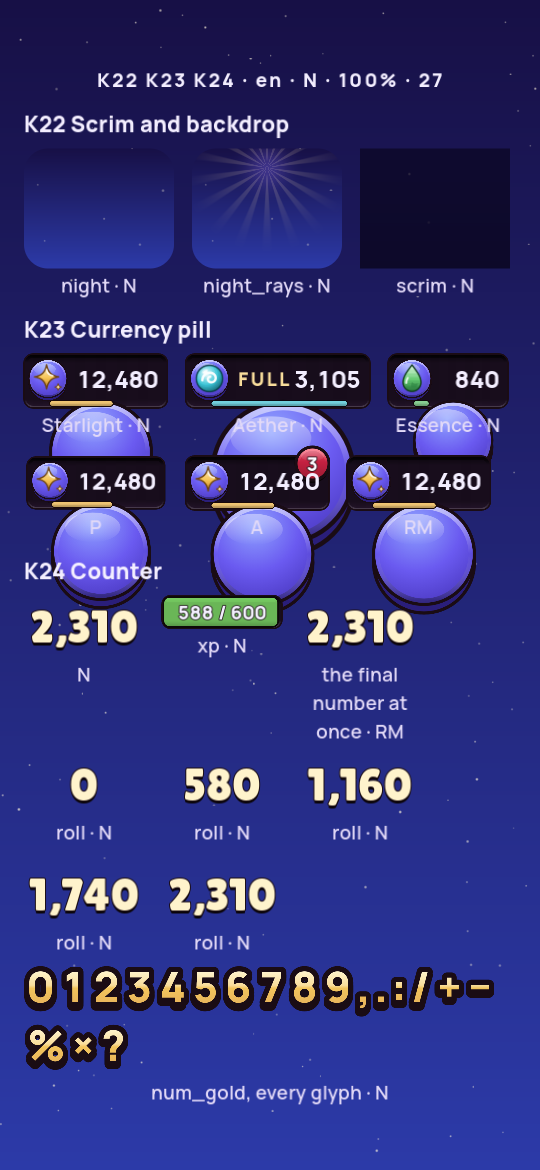 K22 K23 K24 · en · N · 100% · 27
K22 Scrim and backdrop
night · N
night_rays · N
scrim · N
K23 Currency pill
12,480
FULL 3,105
840
Starlight · N
Aether · N
Essence · N
12,480
12,480
3
12,480
P
A
RM
K24 Counter
2,310
588 / 600
2,310
N
xp · N
the final
number at
once · RM
0
580
1,160
roll · N
roll · N
roll · N
1,740
2,310
roll · N
roll · N
0123456789,.:/+−
%×?
num_gold, every glyph · N